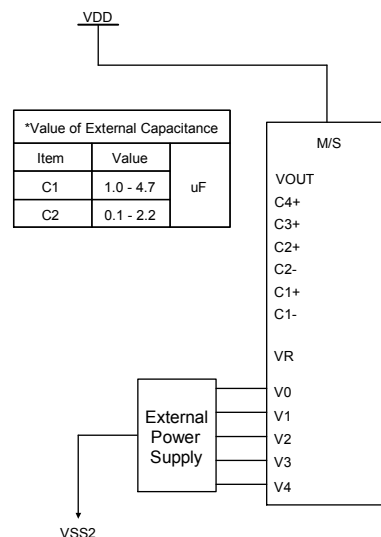 VDD
*Value of External Capacitance
Item Value
C1 1.0 - 4.7 uF
C2 0.1 - 2.2
M/S
VOUT
C4+
C3+
C2+
C2-
C1+
C1-
VR
V0
V1
V2
V3
V4
External
Power
Supply
VSS2